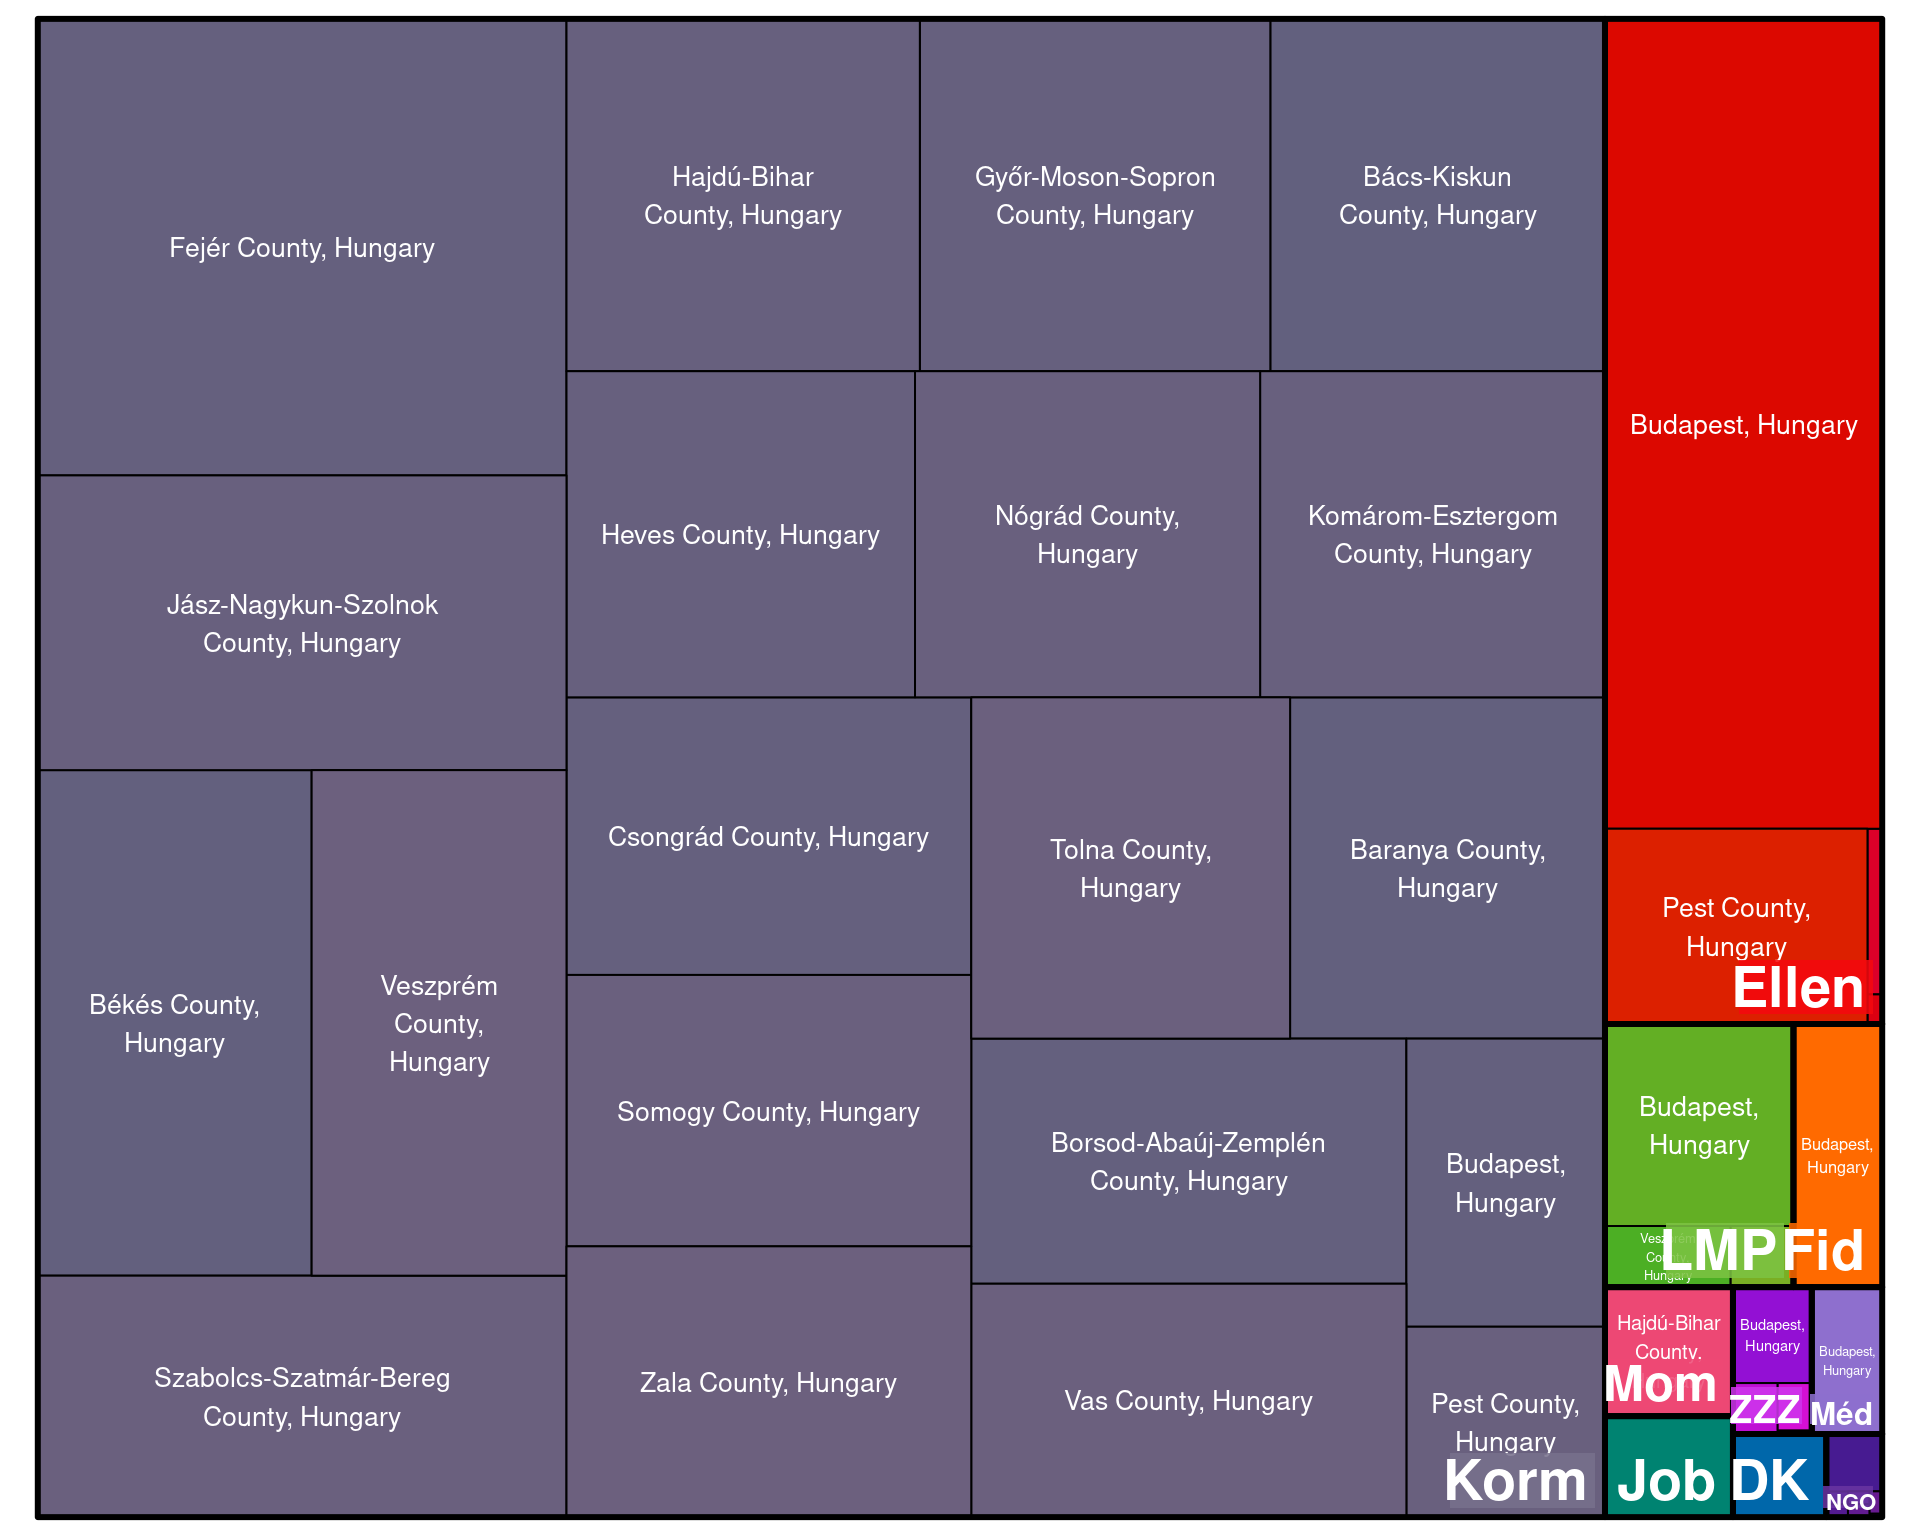 Fejér County, Hungary
Hajdú-Bihar
County, Hungary
Győr-Moson-Sopron
County, Hungary
Bács-Kiskun
County, Hungary
Budapest, Hungary
Jász-Nagykun-Szolnok
County, Hungary
Heves County, Hungary
Nógrád County,
Hungary
Komárom-Esztergom
County, Hungary
Békés County,
Hungary
Veszprém
County,
Hungary
Csongrád County, Hungary
Tolna County,
Hungary
Baranya County,
Hungary
Pest County,
Hungary
Ellen
Somogy County, Hungary
Borsod-Abaúj-Zemplén
County, Hungary
Budapest,
Hungary
Budapest,
Hungary
Budapest,
Hungary
Veszprém
County,
Hungary
LMP
Fid
Szabolcs-Szatmár-Bereg
County, Hungary
Zala County, Hungary
Vas County, Hungary
Pest County,
Hungary
Korm
Hajdú-Bihar
County,
Mom
Budapest,
Hungary
ZZZ
Budapest,
Hungary
Méd
Job
DK
NGO